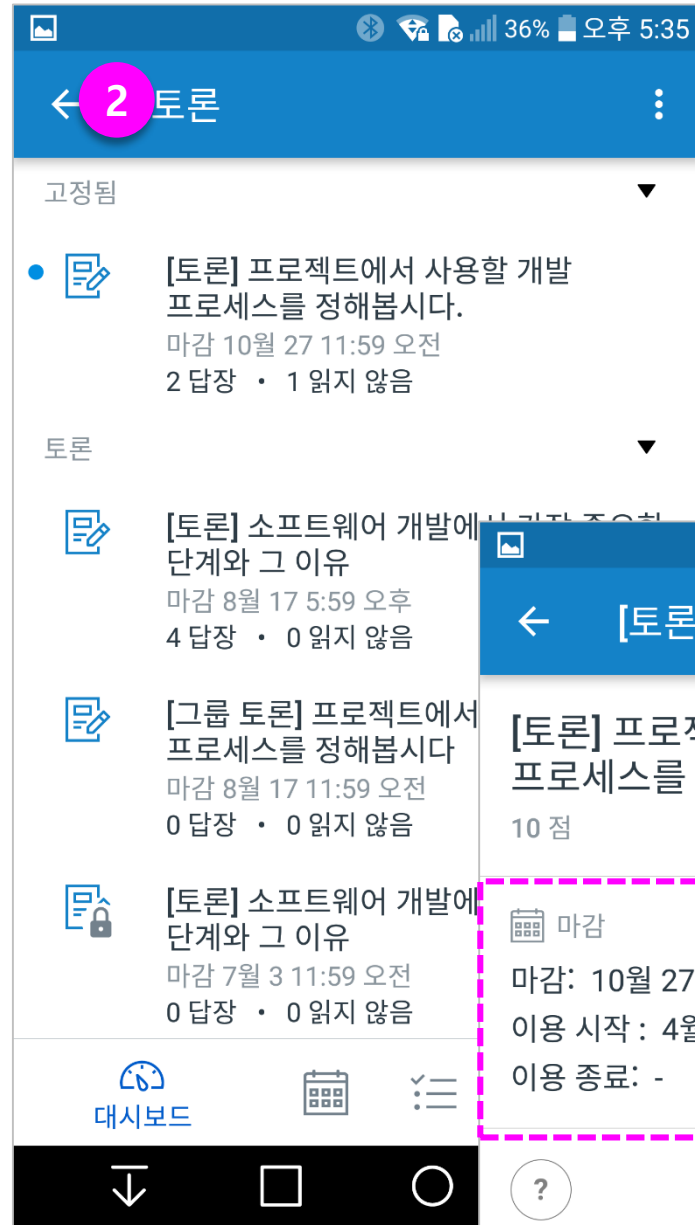 36% 오후 5:35
2 토론
고정됨
[토론] 프로젝트에서 사용할 개발
프로세스를 정해봅시다.
마감 10월 27 11:59 오전
2 답장 • 1 읽지 않음
토론
[토론] 소프트웨어 개발에서 가장 중요한
단계와 그 이유
마감 8월 17 5:59 오후
4 답장 • 0 읽지 않음
[그룹 토론] 프로젝트에서
프로세스를 정해봅시다
마감 8월 17 11:59 오전
0 답장 • 0 읽지 않음
[토론] 소프트웨어 개발에
단계와 그 이유
마감 7월 3 11:59 오전
0 답장 • 0 읽지 않음
대시보드
[토론
[토론] 프로젝
프로세스를
10 점
마감
마감: 10월 27
이용 시작 : 4월
이용 종료: -
?